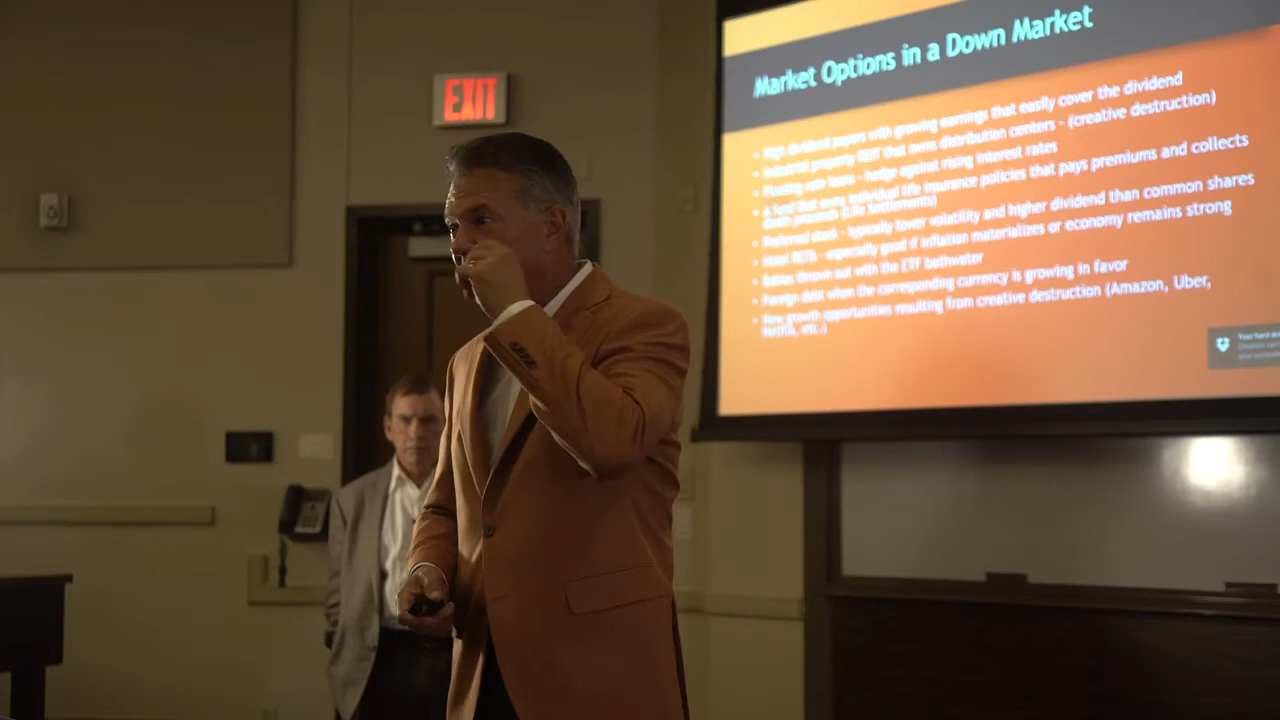 EXIT
Market Options in a Down Market
• High dividend payers with growing earnings that easily cover the dividend
• Industrial property REIT that owns distribution centers - (creative destruction)
• Floating rate loans - hedge against rising interest rates
• A fund that owns individual life insurance policies that pays premiums and collects
death proceeds (Life Settlements)
• Preferred stock - typically lower volatility and higher dividend than common shares
• Hotel REITs - especially good if inflation materializes or economy remains strong
• Babies thrown out with the ETF bathwater
• Foreign debt when the corresponding currency is growing in favor
• New growth opportunities resulting from creative destruction (Amazon, Uber,
Netflix, etc.)
Your hard